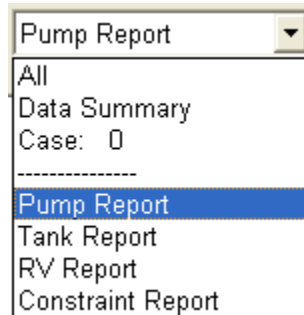 Pump Report
All
Data Summary
Case: 0
---------------
Pump Report
Tank Report
RV Report
Constraint Report